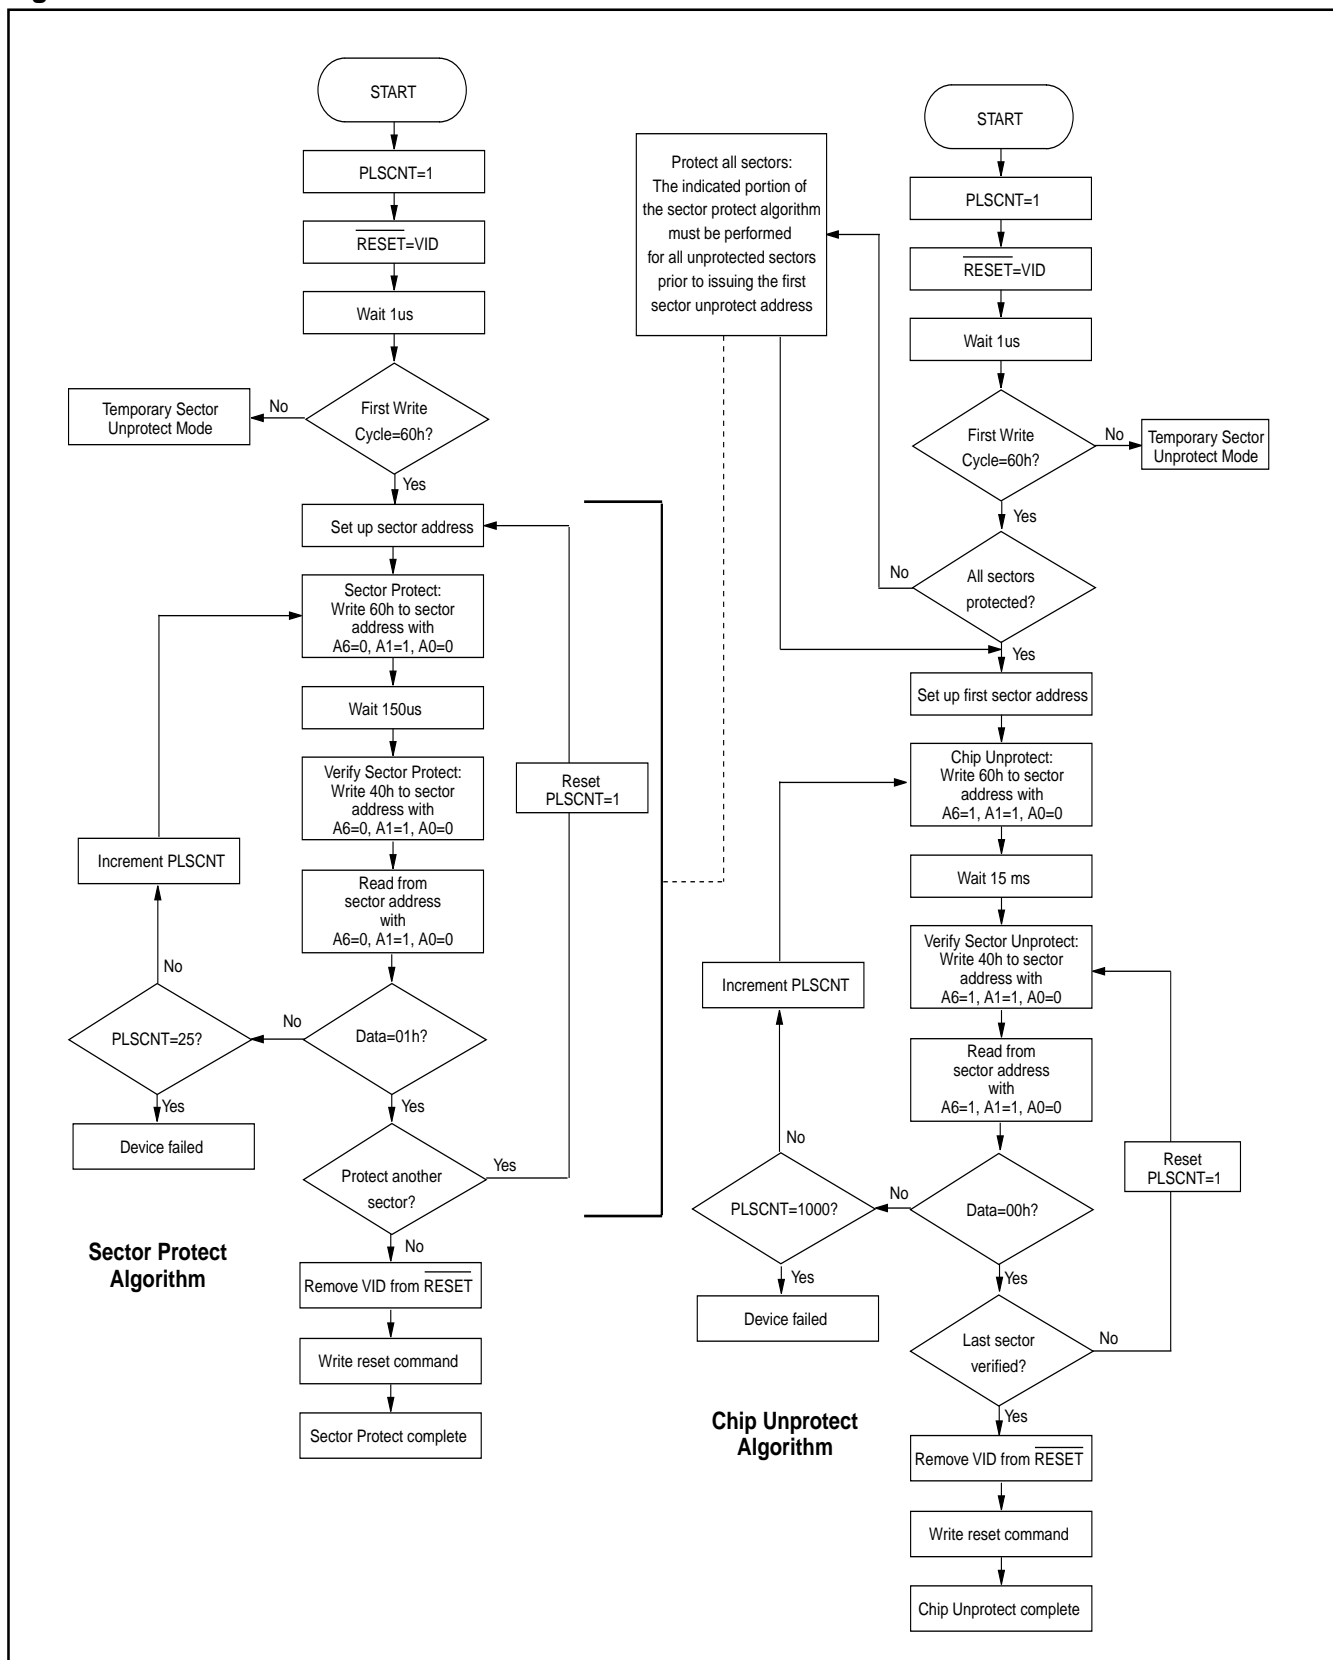 START
PLSCNT=1
RESET=VID
Wait 1us
First Write
Cycle=60h?
No
Temporary Sector
Unprotect Mode
Yes
Set up sector address
Sector Protect:
Write 60h to sector
address with
A6=0, A1=1, A0=0
Wait 150us
Verify Sector Protect:
Write 40h to sector
address with
A6=0, A1=1, A0=0
Reset
PLSCNT=1
Increment PLSCNT
Read from
sector address
with
A6=0, A1=1, A0=0
No
PLSCNT=25?
No
Data=01h?
Yes
Device failed
Yes
Protect another
sector?
Yes
No
Sector Protect
Algorithm
Remove VID from RESET
Write reset command
Sector Protect complete
Protect all sectors:
The indicated portion of
the sector protect algorithm
must be performed
for all unprotected sectors
prior to issuing the first
sector unprotect address
START
PLSCNT=1
RESET=VID
Wait 1us
First Write
Cycle=60h?
No
Temporary Sector
Unprotect Mode
Yes
No
All sectors
protected?
Yes
Set up first sector address
Chip Unprotect:
Write 60h to sector
address with
A6=1, A1=1, A0=0
Wait 15 ms
Verify Sector Unprotect:
Write 40h to sector
address with
A6=1, A1=1, A0=0
Increment PLSCNT
Read from
sector address
with
A6=1, A1=1, A0=0
No
Reset
PLSCNT=1
PLSCNT=1000?
No
Data=00h?
Yes
Device failed
Yes
Last sector
verified?
No
Yes
Chip Unprotect
Algorithm
Remove VID from RESET
Write reset command
Chip Unprotect complete